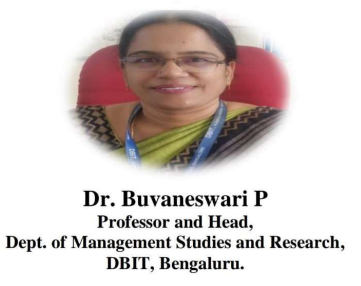 Dr. Buvaneswari P
Professor and Head,
Dept. of Management Studies and Research,
DBIT, Bengaluru.